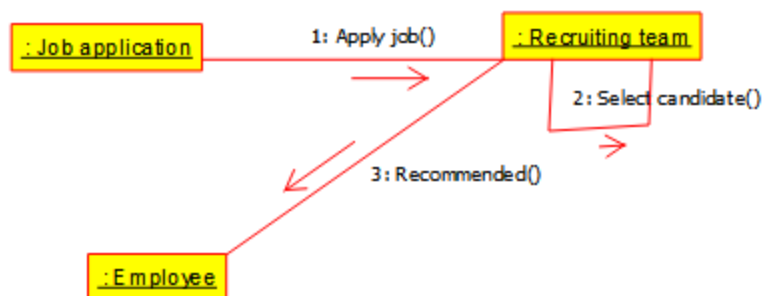 : Job application
1: Apply job()
: Recruiting team
2: Select candidate()
3: Recommended()
: Employee